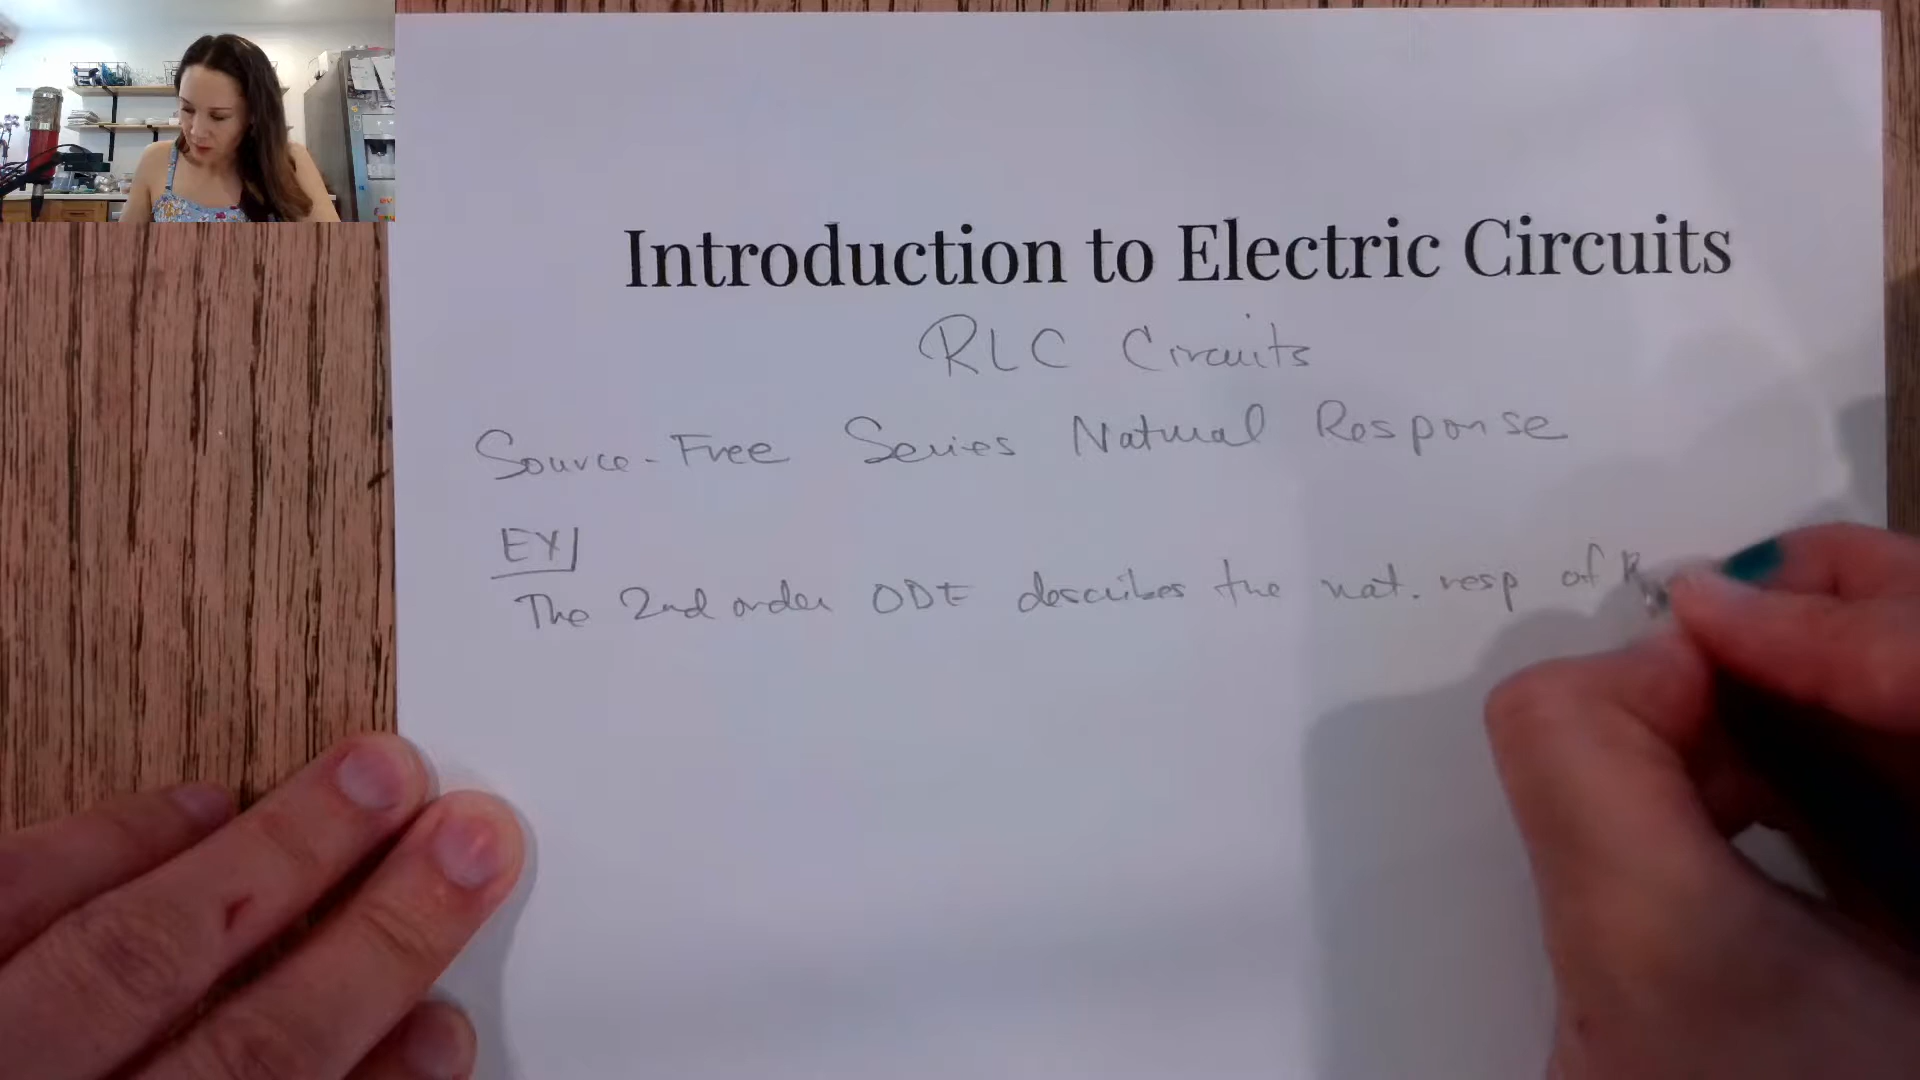 Introduction to Electric Circuits
RLC Circuits
Source-Free Series Natural Response
EX
The 2nd order ODE describes the nat. resp of